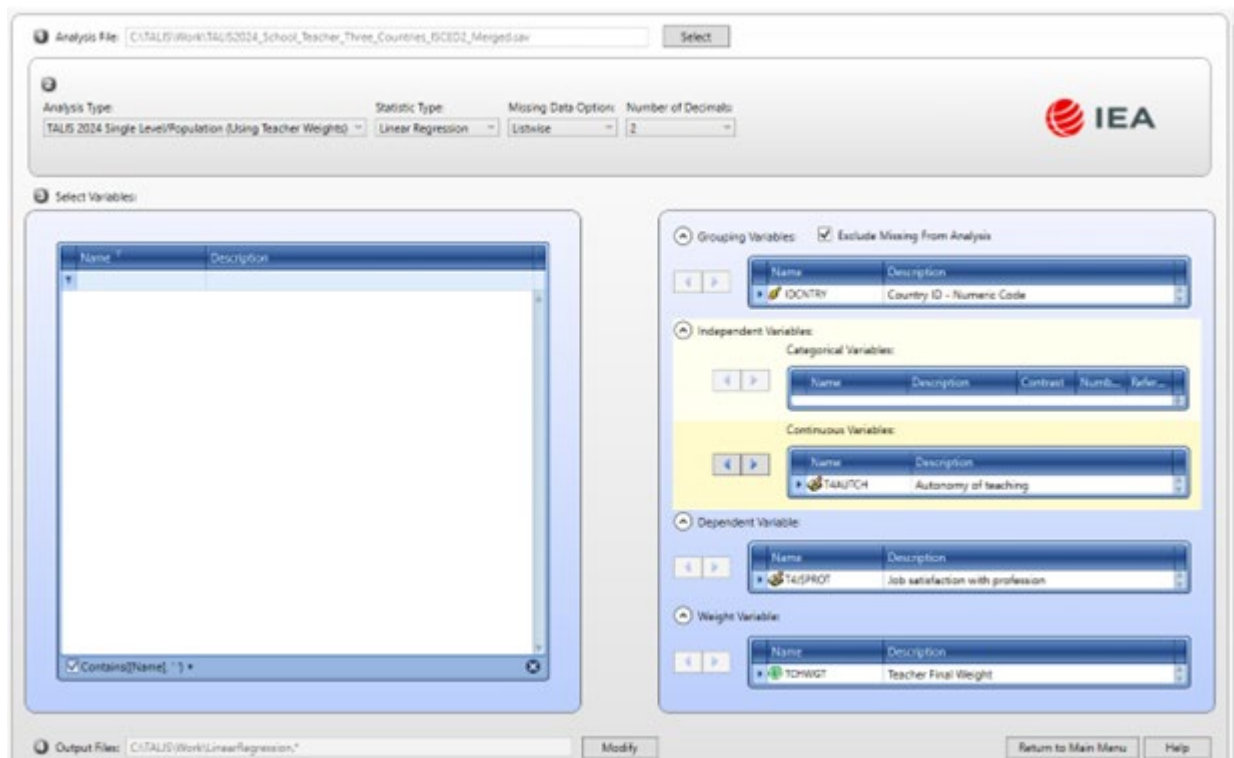 Analysis File: C:\TALIS\Work\TALIS2024_School_Teacher_Three_Countries_ISCED2_Merged.sav Select
Analysis Type: Statistic Type: Missing Data Option: Number of Decimals:
TALIS 2024 Single Level/Population (Using Teacher Weights) Linear Regression Listwise 2
IEA
Select Variables:
Name Description
Contains([Name], ' ')
Grouping Variables: Exclude Missing From Analysis
Name Description
IDCNTRY Country ID - Numeric Code
Independent Variables:
Categorical Variables:
Name Description Contrast Numb... Refer...
Continuous Variables:
Name Description
T4AUTCH Autonomy of teaching
Dependent Variable:
Name Description
T4JSPROT Job satisfaction with profession
Weight Variable:
Name Description
TCHWGT Teacher Final Weight
Output Files: C:\TALIS\Work\LinearRegression.* Modify Return to Main Menu Help